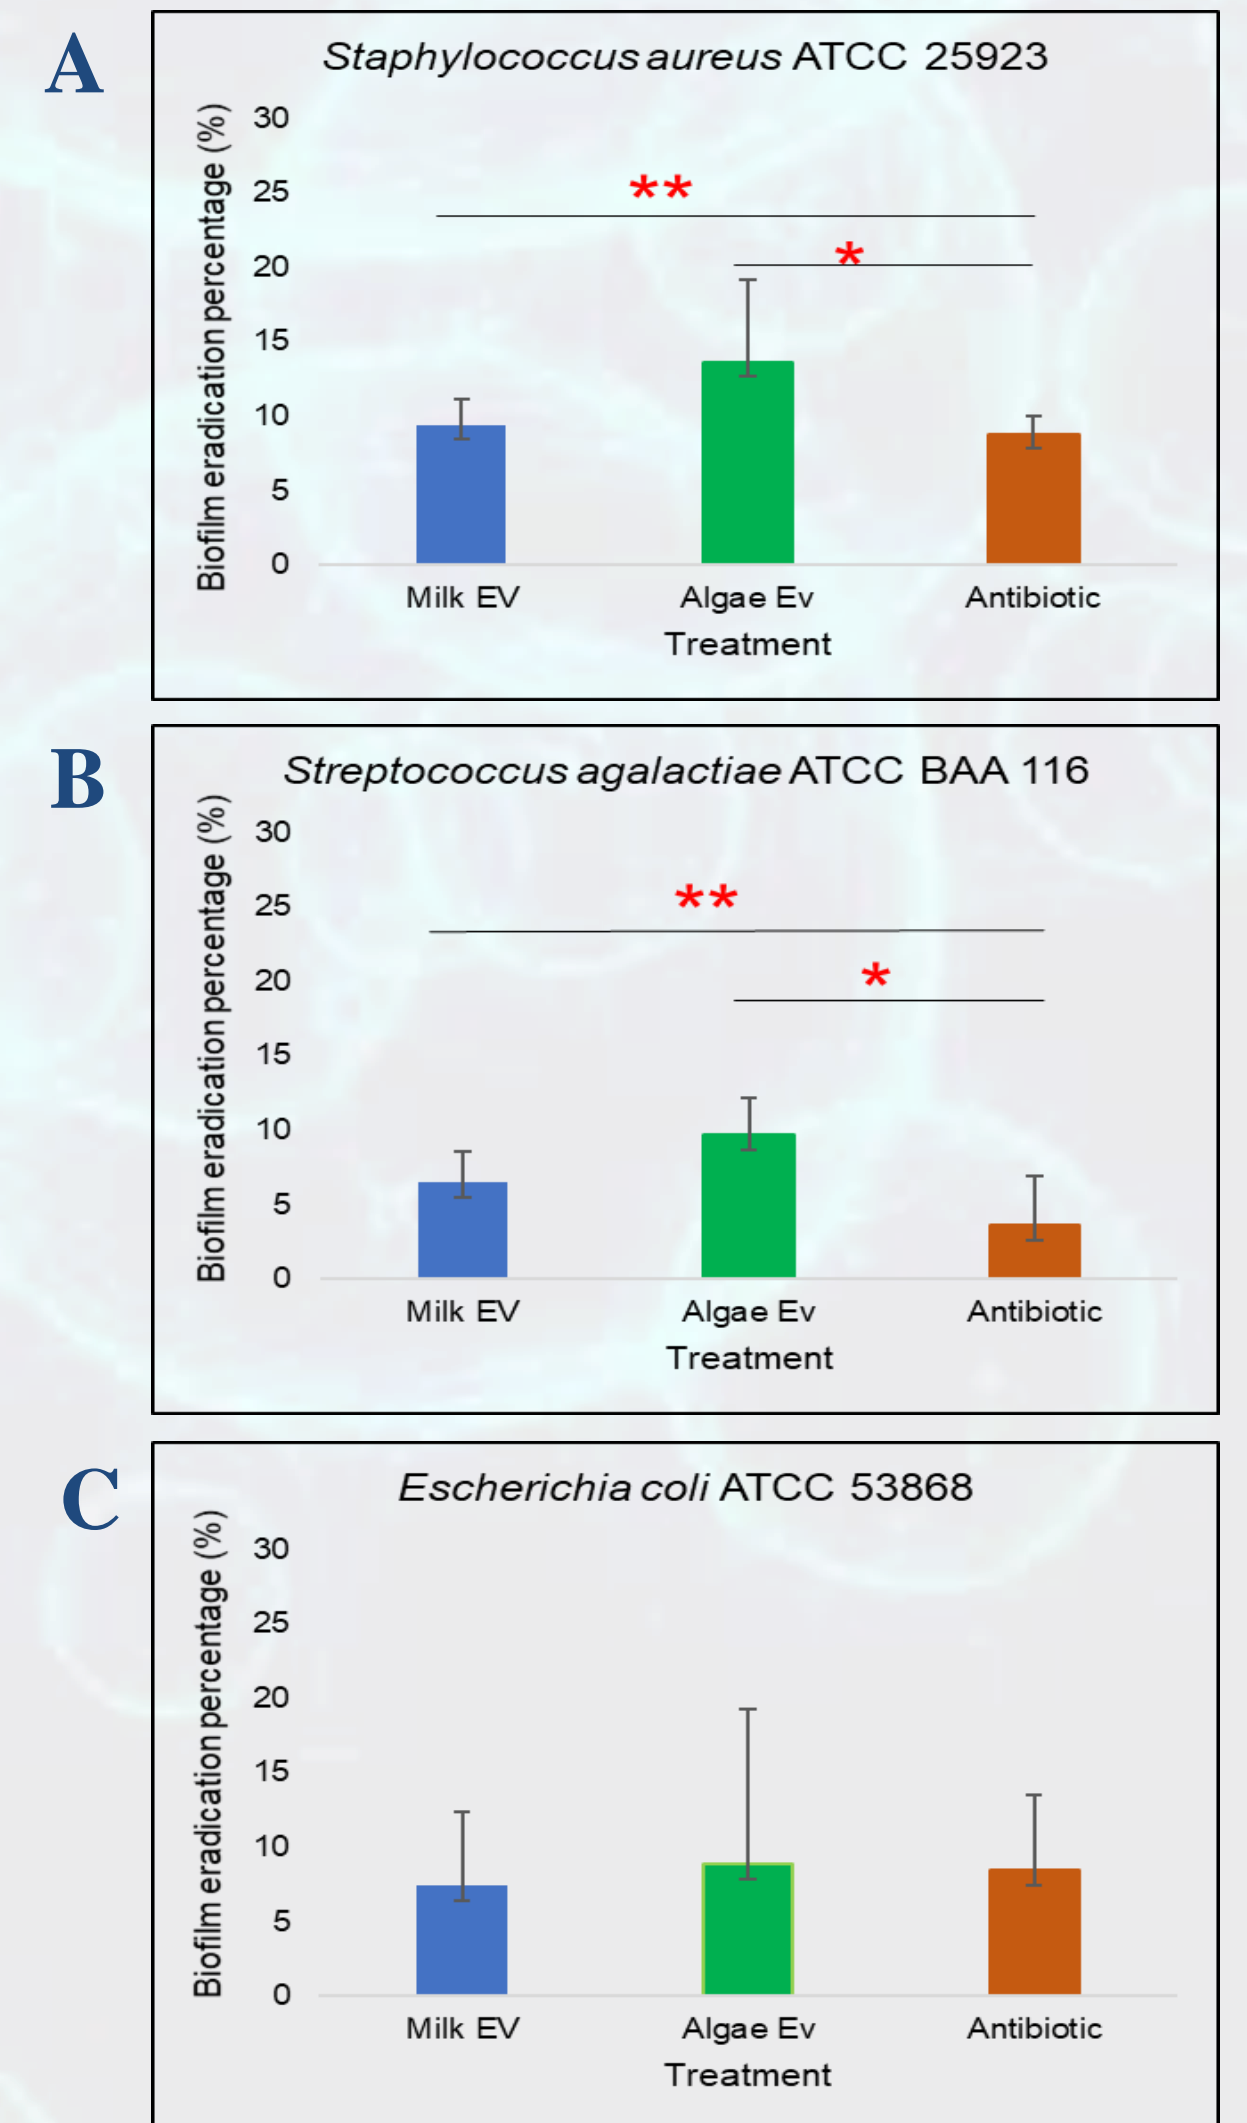 A
Staphylococcus aureus ATCC 25923
Biofilm eradication percentage (%)
30
25
20
15
10
5
0
**
*
Milk EV
Algae Ev
Antibiotic
Treatment
B
Streptococcus agalactiae ATCC BAA 116
Biofilm eradication percentage (%)
30
25
20
15
10
5
0
**
*
Milk EV
Algae Ev
Antibiotic
Treatment
C
Escherichia coli ATCC 53868
Biofilm eradication percentage (%)
30
25
20
15
10
5
0
Milk EV
Algae Ev
Antibiotic
Treatment